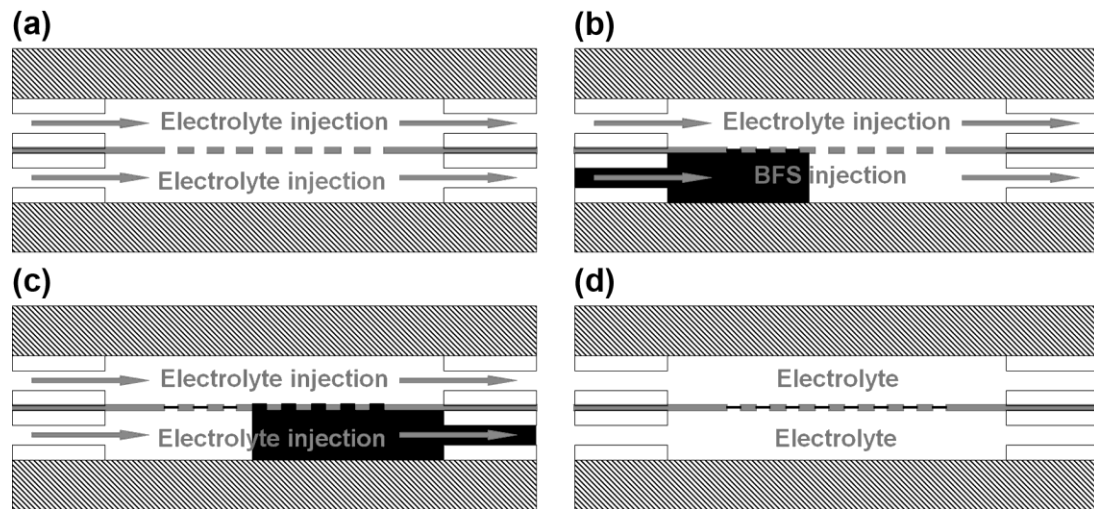 (a)
Electrolyte injection
Electrolyte injection
(b)
Electrolyte injection
BFS injection
(c)
Electrolyte injection
Electrolyte injection
(d)
Electrolyte
Electrolyte